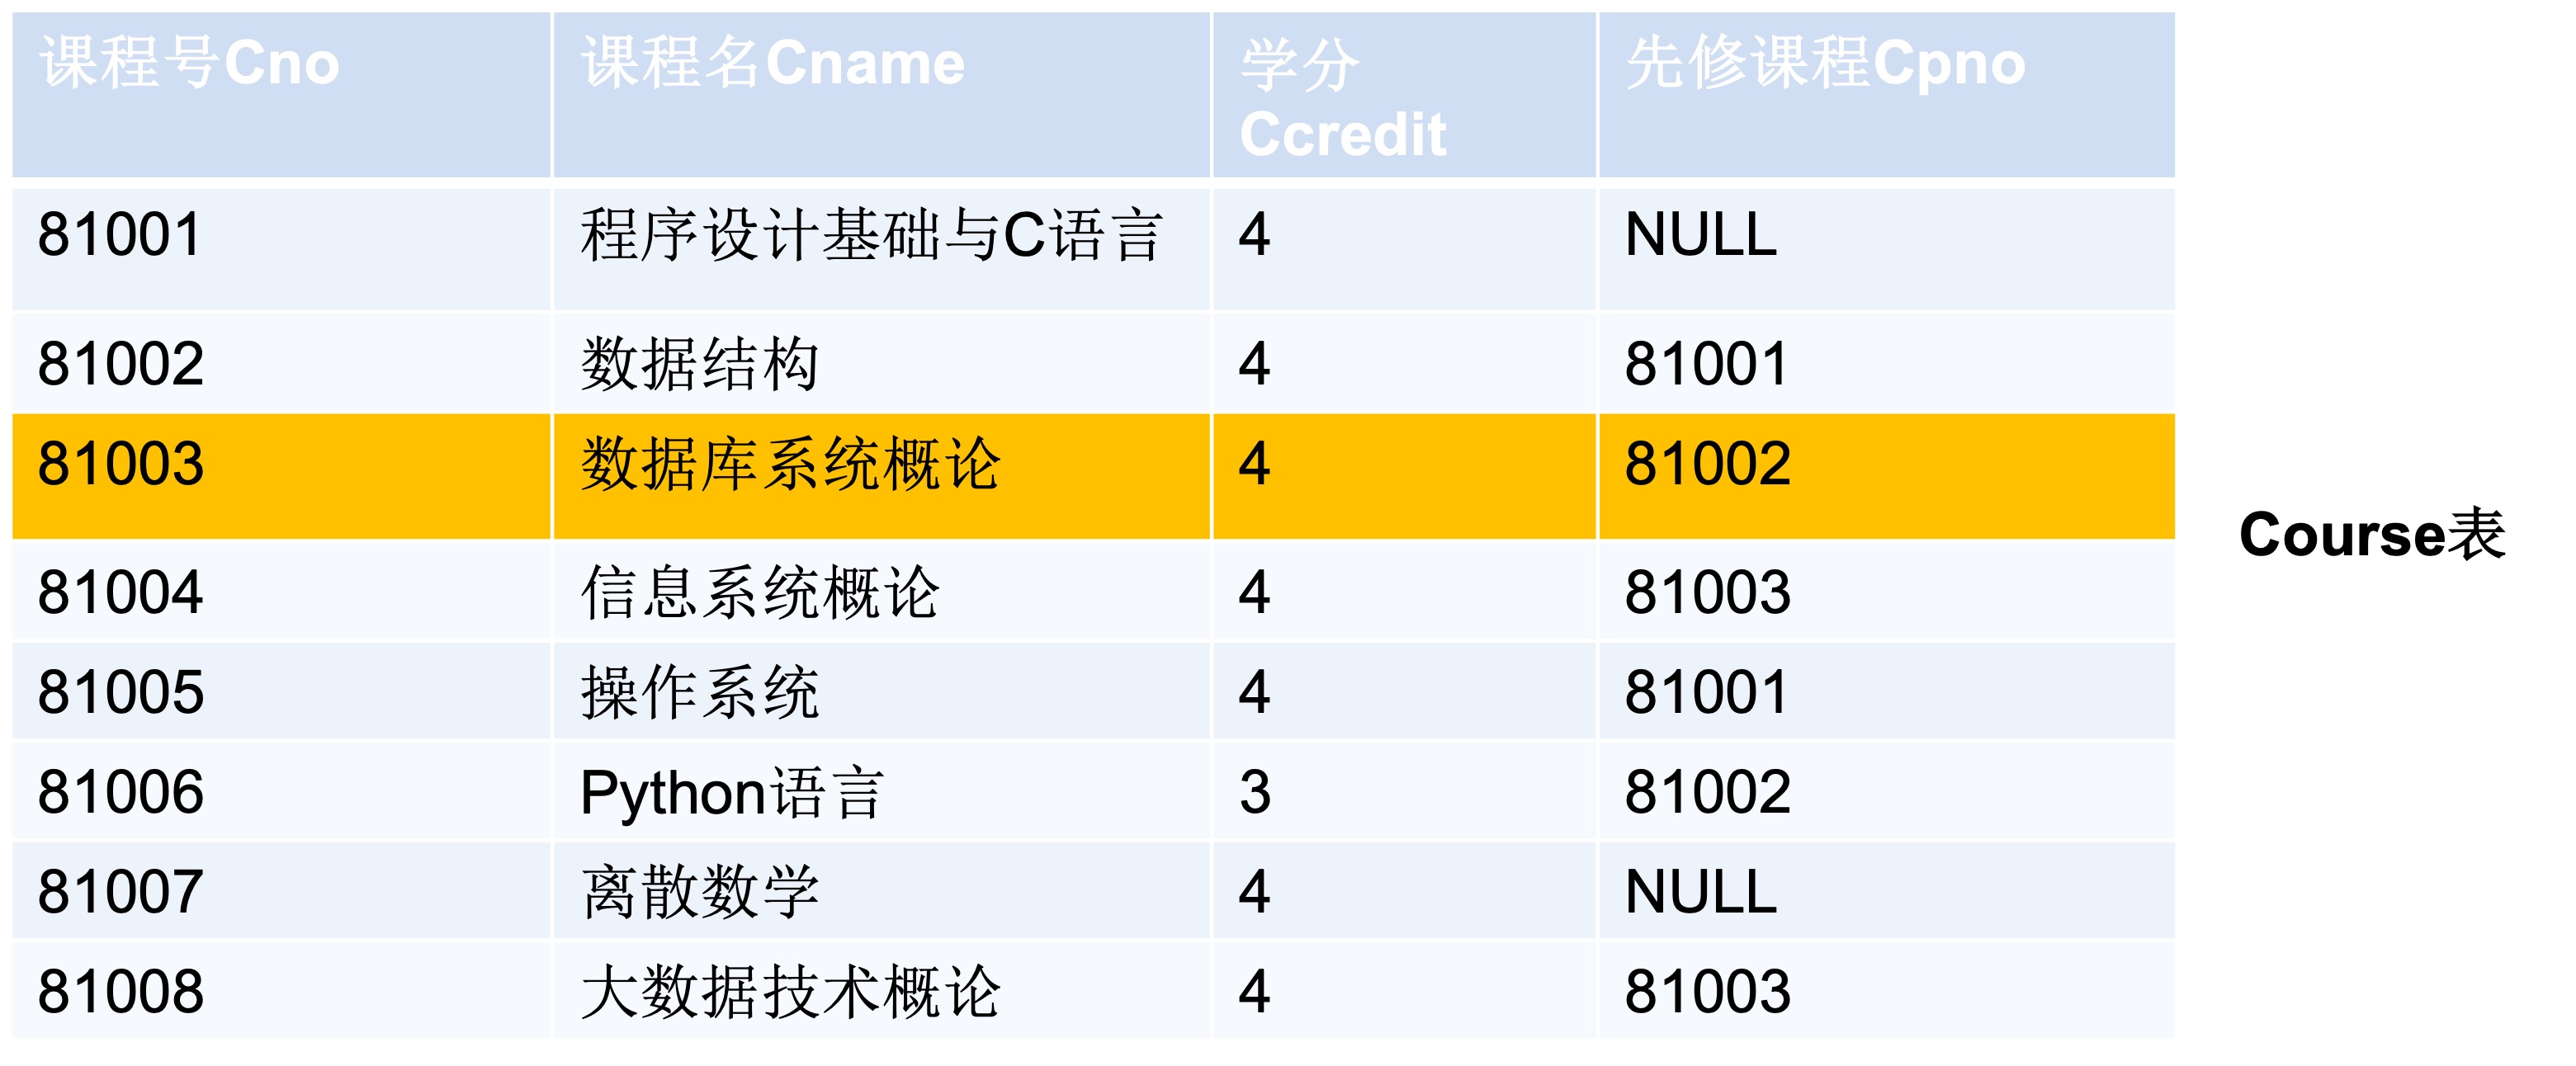 课程号Cno 课程名Cname 学分 先修课程Cpno
Ccredit
81001 程序设计基础与C语言 4 NULL
81002 数据结构 4 81001
81003 数据库系统概论 4 81002
Course表
81004 信息系统概论 4 81003
81005 操作系统 4 81001
81006 Python语言 3 81002
81007 离散数学 4 NULL
81008 大数据技术概论 4 81003